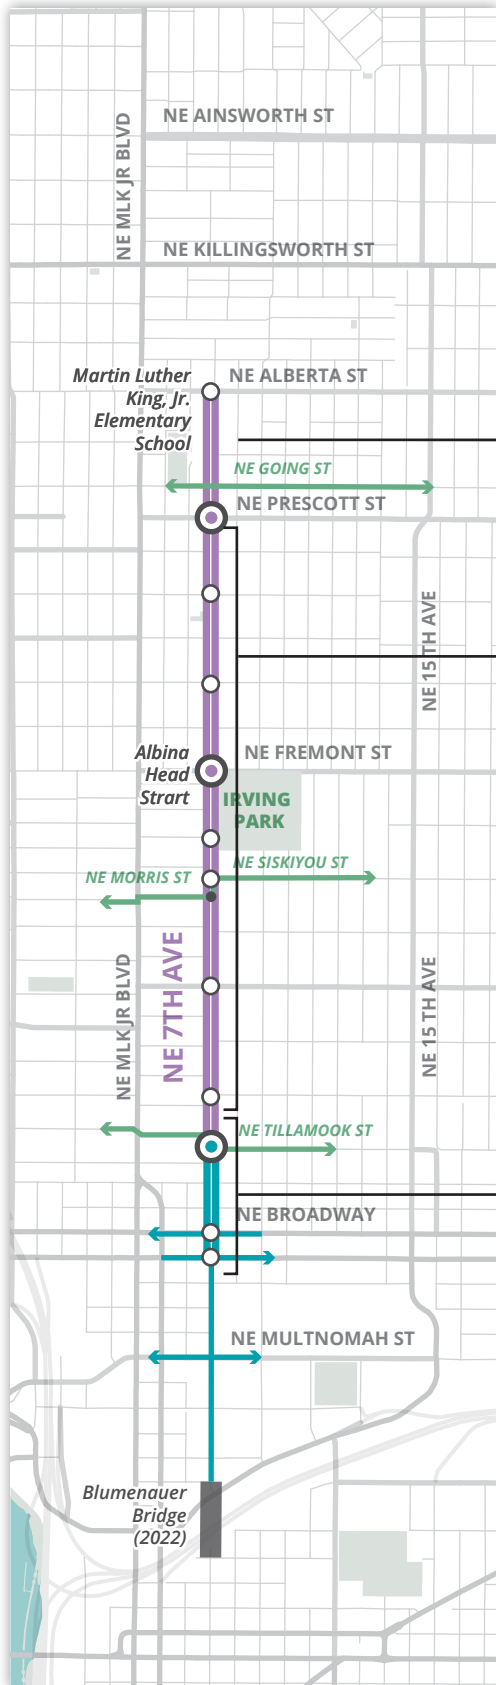 NE AINSWORTH ST
NE MLK JR BLVD
NE KILLINGSWORTH ST
Martin Luther
King, Jr.
Elementary
School
NE ALBERTA ST
NE GOING ST
NE PRESCOTT ST
NE 15 TH AVE
Albina
Head
Strart
NE FREMONT ST
IRVING
PARK
NE SISKIYOU ST
NE MORRIS ST
NE 7TH AVE
NE MLK JR BLVD
NE 15 TH AVE
NE TILLAMOOK ST
NE BROADWAY
NE MULTNOMAH ST
Blumenauer
Bridge
(2022)